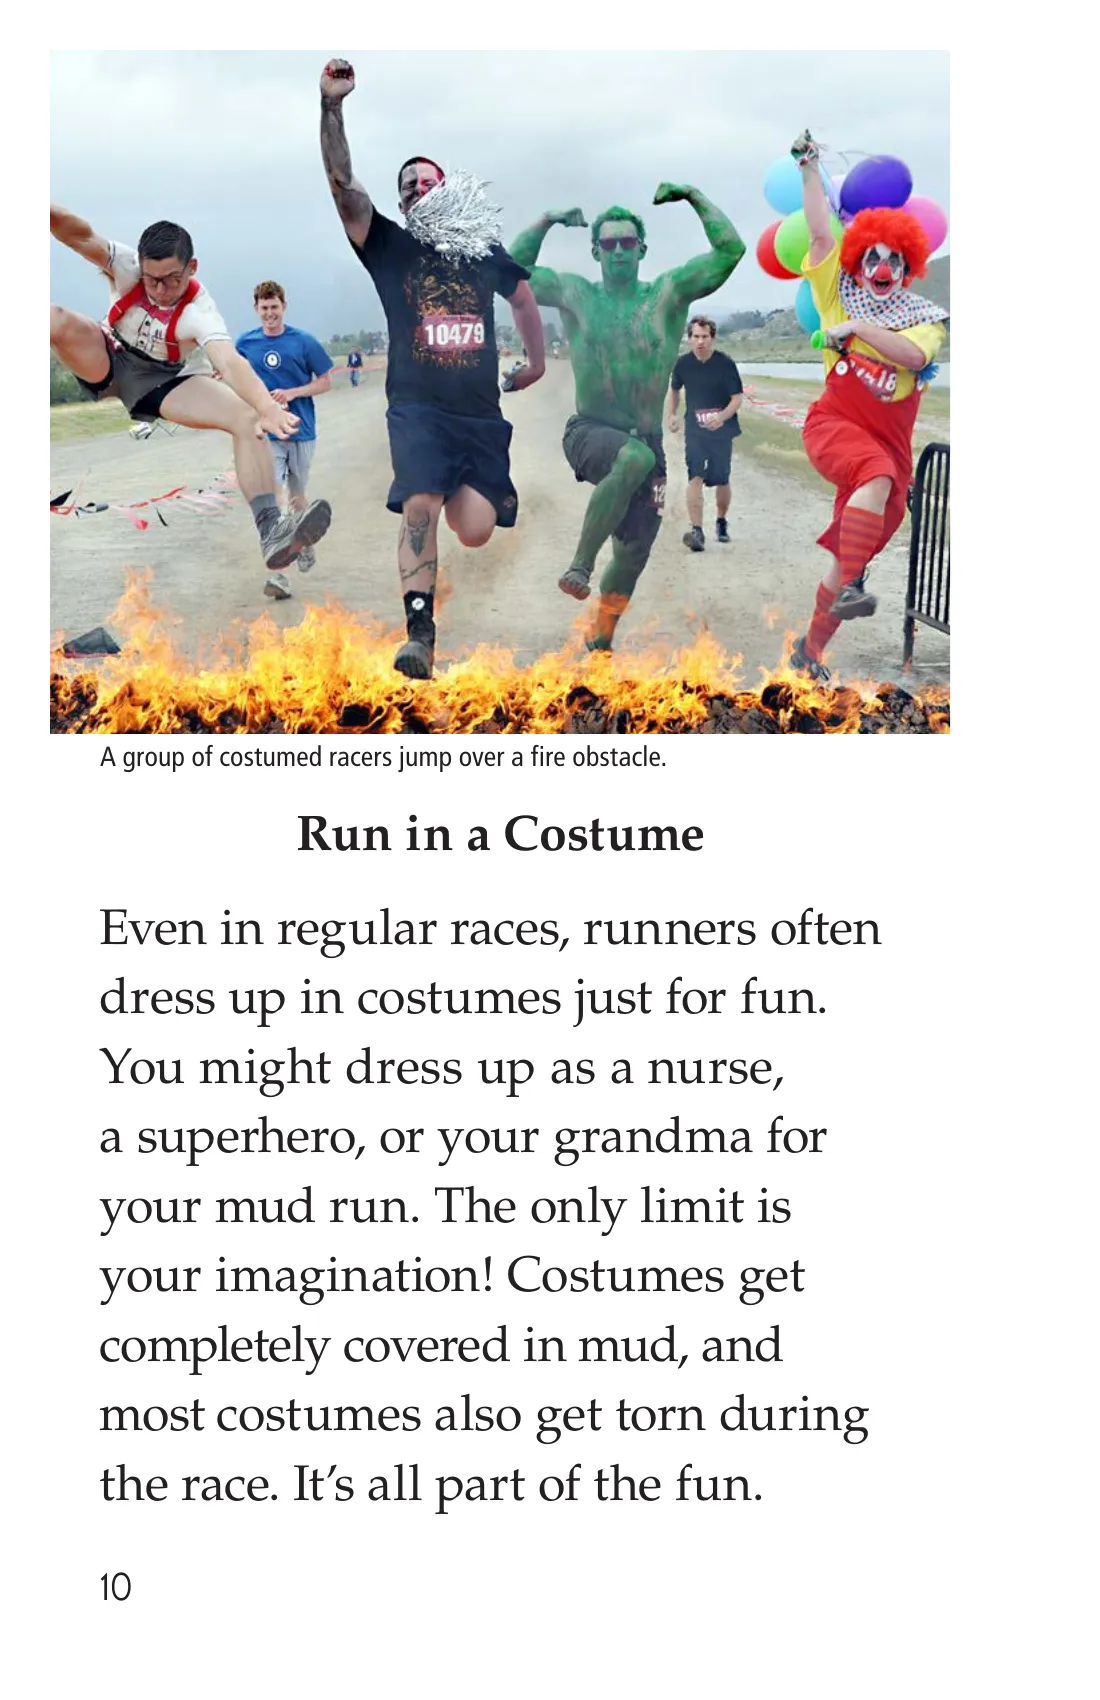 10479
A group of costumed racers jump over a fire obstacle.
Run in a Costume
Even in regular races, runners often
dress up in costumes just for fun.
You might dress up as a nurse,
a superhero, or your grandma for
your mud run. The only limit is
your imagination! Costumes get
completely covered in mud, and
most costumes also get torn during
the race. It’s all part of the fun.
10